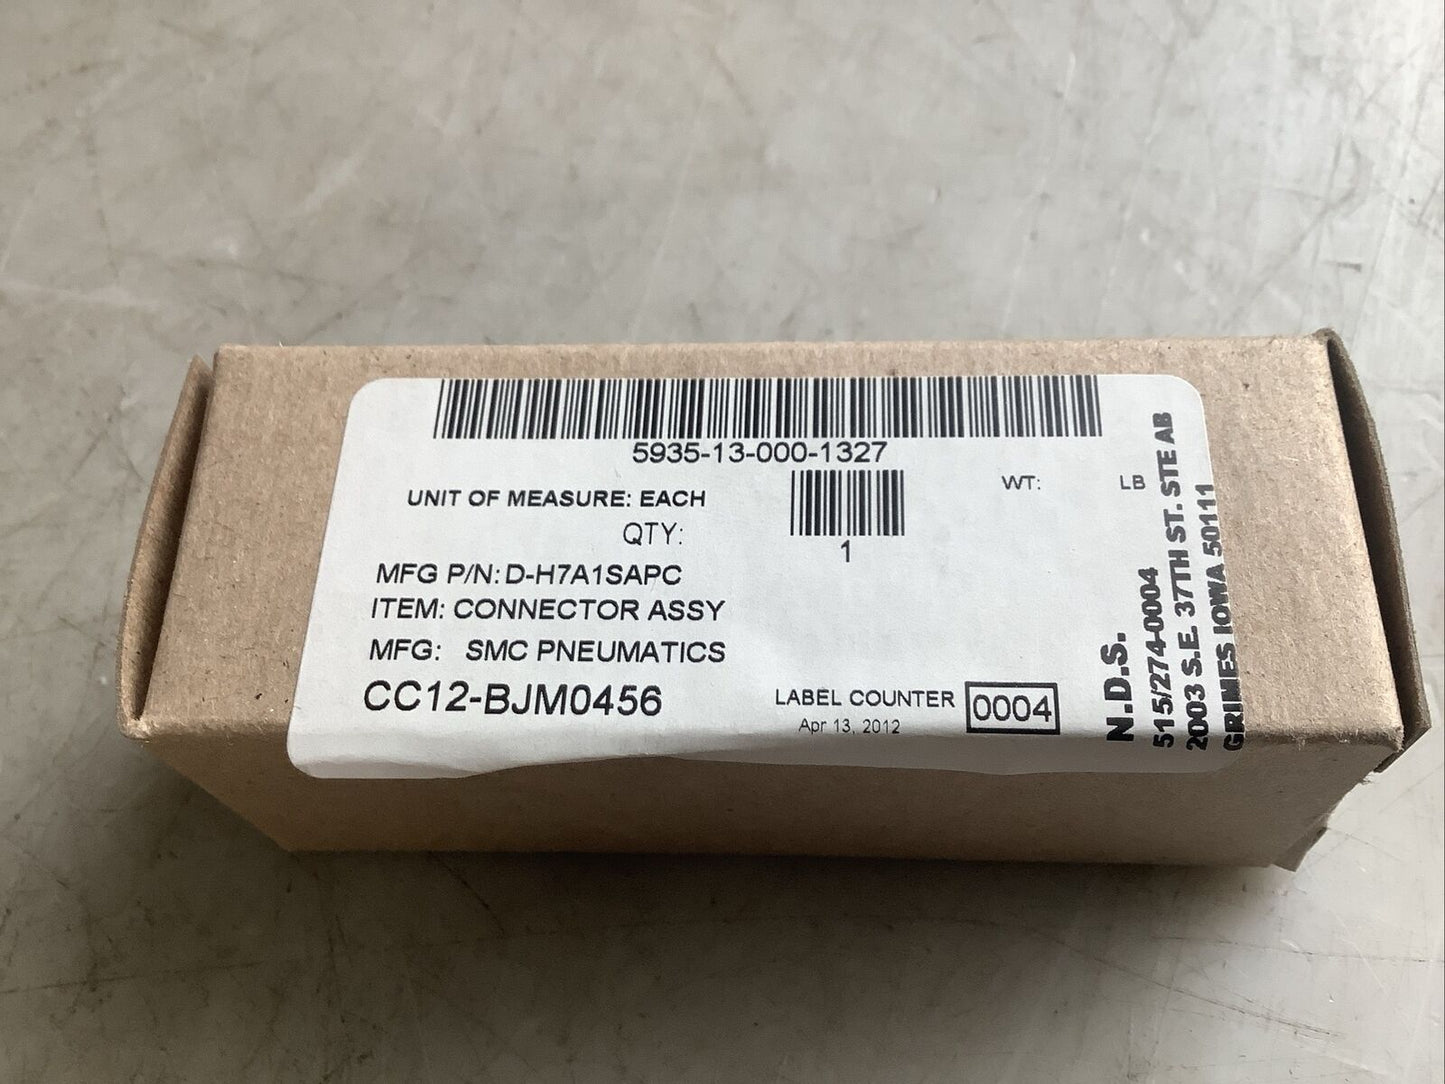 5935-13-000-1327
UNIT OF MEASURE: EACH
QTY:
1
WT: LB
MFG P/N: D-H7A1SAPC
ITEM: CONNECTOR ASSY
MFG: SMC PNEUMATICS
CC12-BJM0456
LABEL COUNTER 0004
Apr 13, 2012
N.D.S.
515/274-0004
2003 S.E. 37TH ST. STE AB
GRIMES IOWA 50111